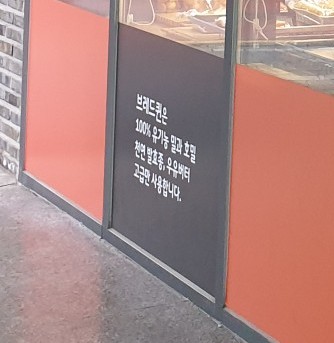 브레드퀸은
100% 유기농 밀과 호밀
천연 발효종, 우유버터
고급만 사용합니다.